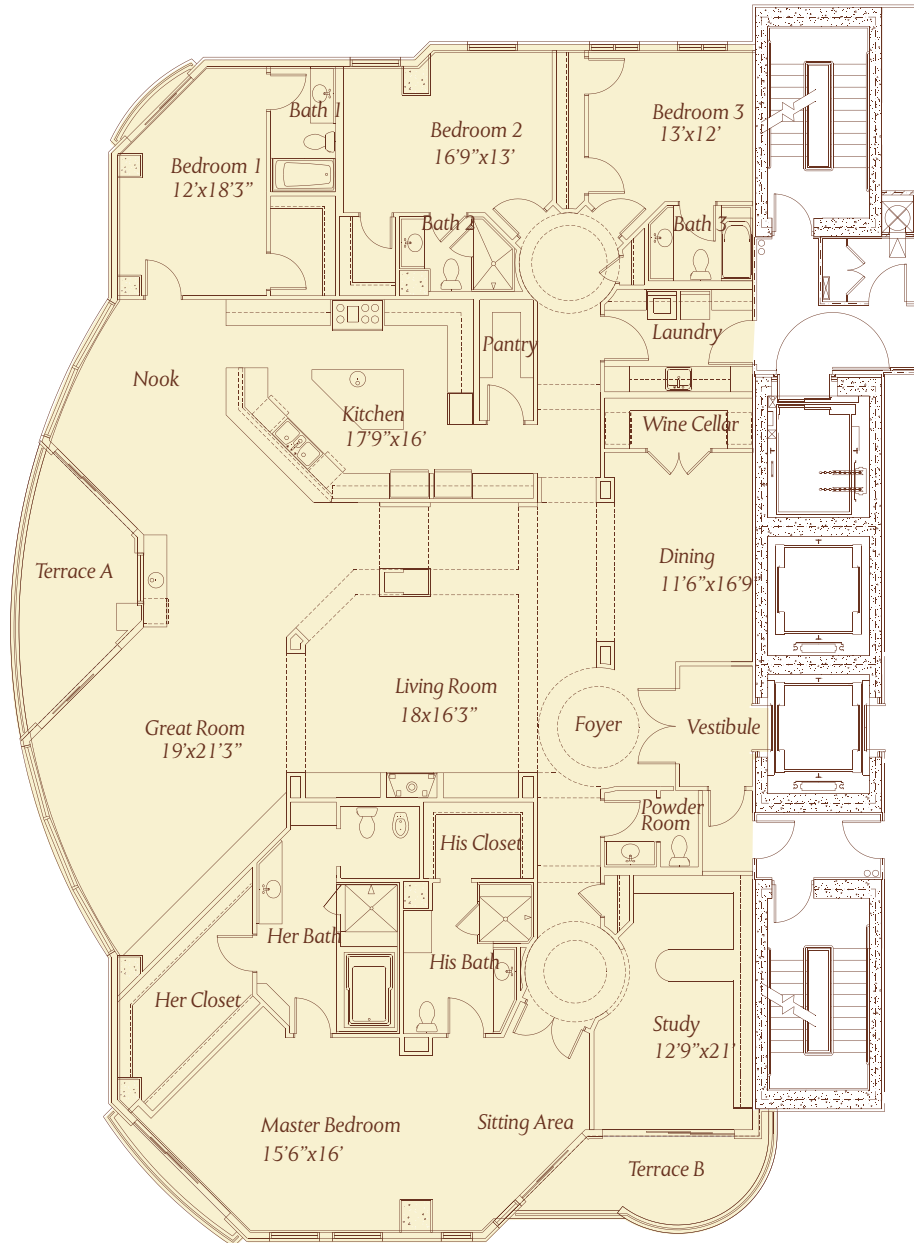 Bath 1
Bedroom 2
16'9"x13'
Bedroom 3
13'x12'
Bedroom 1
12'x18'3"
Bath 2
Bath 3
Laundry
Pantry
Nook
Kitchen
17'9"x16'
Wine Cellar
Terrace A
Dining
11'6"x16'9"
Living Room
18x16'3"
Great Room
19'x21'3"
Foyer
Vestibule
Powder
Room
His Closet
Her Bath
His Bath
Her Closet
Study
12'9"x21'
Master Bedroom
15'6"x16'
Sitting Area
Terrace B